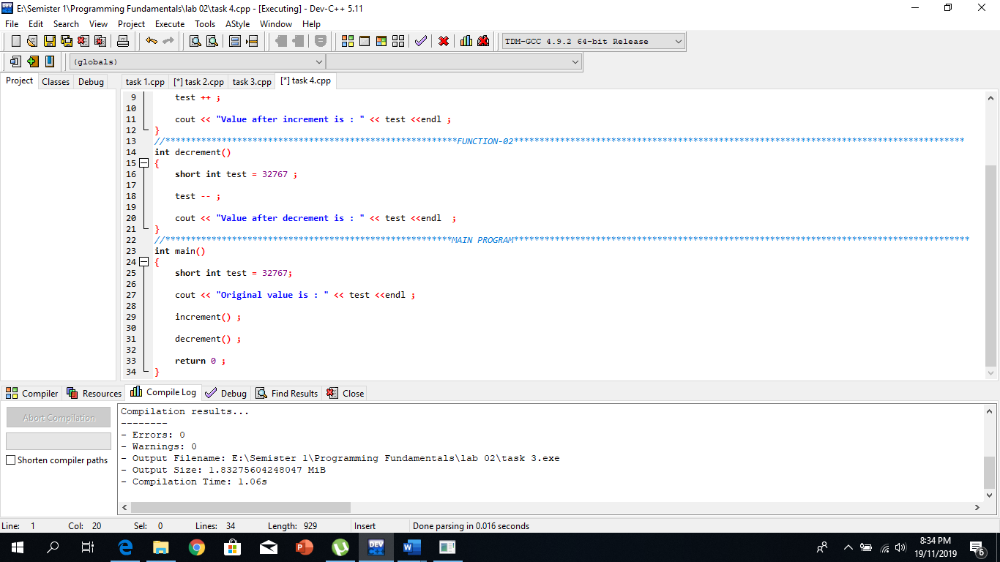 E:\Semister 1\Programming Fundamentals\lab 02\task 4.cpp - [Executing] - Dev-C++ 5.11
File Edit Search View Project Execute Tools AStyle Window Help
TDM-GCC 4.9.2 64-bit Release
(globals)
Project Classes Debug
task 1.cpp [*] task 2.cpp task 3.cpp [*] task 4.cpp
9 test ++ ;
10
11 cout << "Value after increment is : " << test <<endl ;
12 }
13 //*********************************************************FUNCTION-02****************************************************************************************
14 int decrement()
15 {
16 short int test = 32767 ;
17
18 test -- ;
19
20 cout << "Value after decrement is : " << test <<endl  ;
21 }
22 //********************************************************MAIN PROGRAM*****************************************************************************************
23 int main()
24 {
25 short int test = 32767;
26
27 cout << "Original value is : " << test <<endl ;
28
29 increment() ;
30
31 decrement() ;
32
33 return 0 ;
34 }
Compiler Resources Compile Log Debug Find Results Close
Abort Compilation
Shorten compiler paths
Compilation results...
--------
- Errors: 0
- Warnings: 0
- Output Filename: E:\Semister 1\Programming Fundamentals\lab 02\task 3.exe
- Output Size: 1.83275604248047 MiB
- Compilation Time: 1.06s
Line: 1 Col: 20 Sel: 0 Lines: 34 Length: 929 Insert Done parsing in 0.016 seconds
DEV
8:34 PM
19/11/2019
6